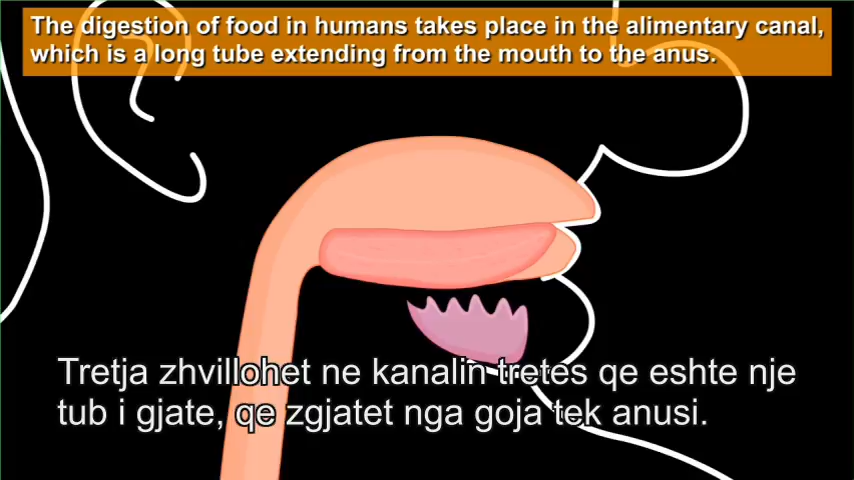 The digestion of food in humans takes place in the alimentary canal,
which is a long tube extending from the mouth to the anus.
Tretja zhvillohet ne kanalin tretes qe eshte nje
tub i gjate, qe zgjatet nga goja tek anusi.